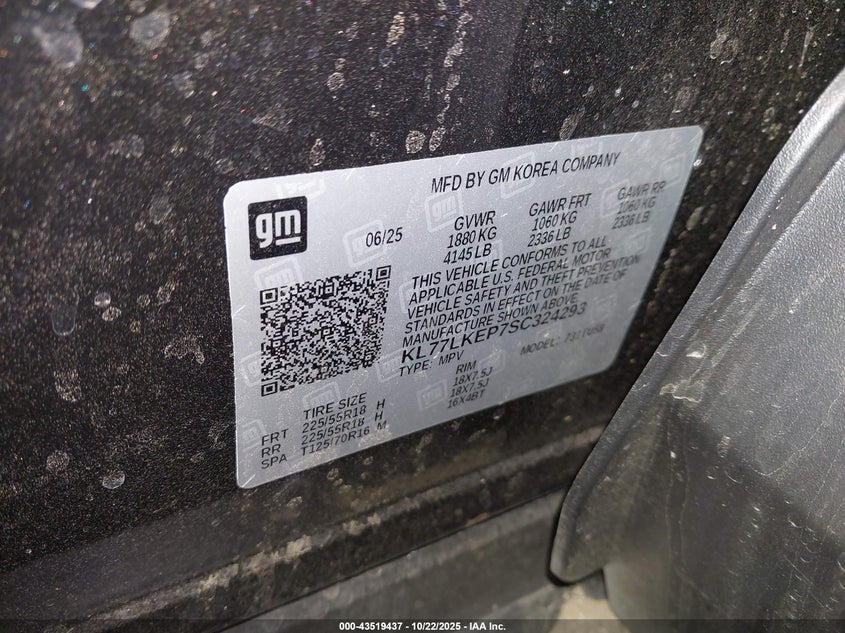 MFD BY GM KOREA COMPANY
gm
06/25
GVWR GAWR FRT GAWR RR
1880 KG 1060 KG 1060 KG
4145 LB 2336 LB 2336 LB
THIS VEHICLE CONFORMS TO ALL
APPLICABLE U.S. FEDERAL MOTOR
VEHICLE SAFETY AND THEFT PREVENTION
STANDARDS IN EFFECT ON THE DATE OF
MANUFACTURE SHOWN ABOVE.
KL77LKEP7SC324293
TYPE: MPV MODEL:
TIRE SIZE RIM
FRT 225/55R18 H 18X7.5J
RR 225/55R18 H 18X7.5J
SPA T125/70R16 M 16X4BT
000-43519437 - 10/22/2025 - IAA Inc.